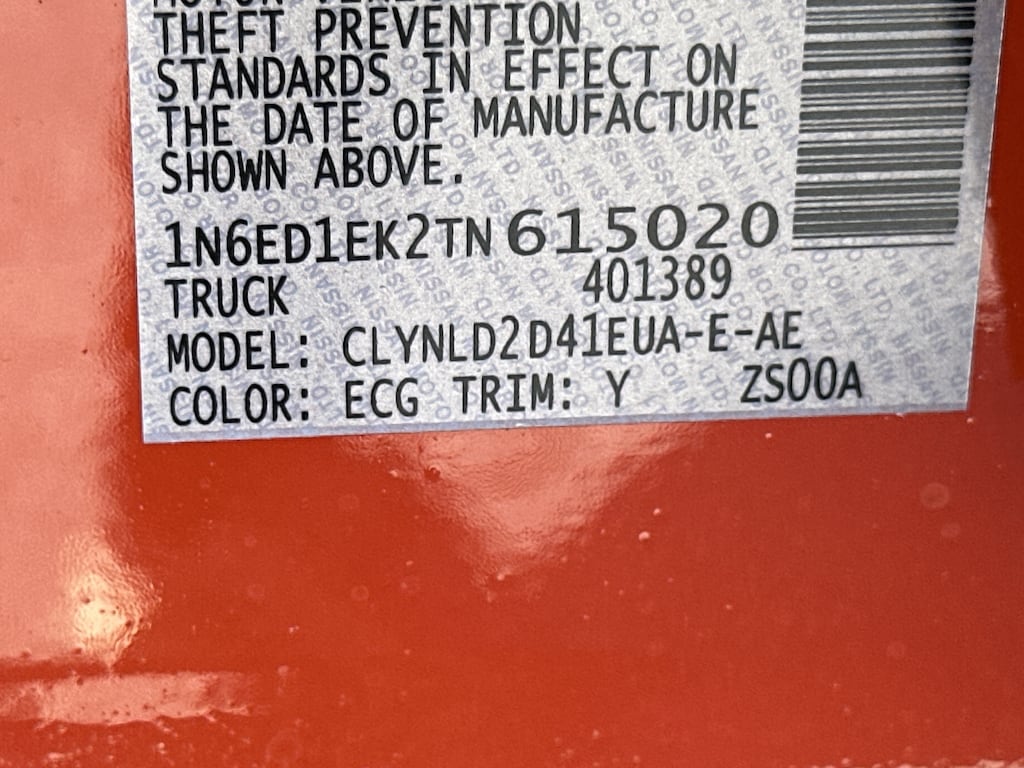 THEFT PREVENTION
STANDARDS IN EFFECT ON
THE DATE OF MANUFACTURE
SHOWN ABOVE.
1N6ED1EK2TN615020
TRUCK 401389
MODEL: CLYNLD2D41EUA-E-AE
COLOR: ECG TRIM: Y ZS00A